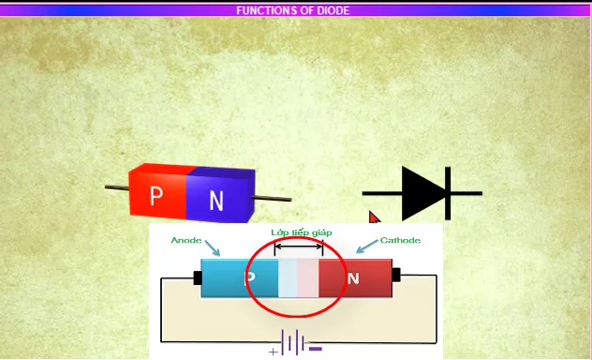 FUNCTIONS OF DIODE
P N
Lớp tiếp giáp
Anode Cathode
P N
+